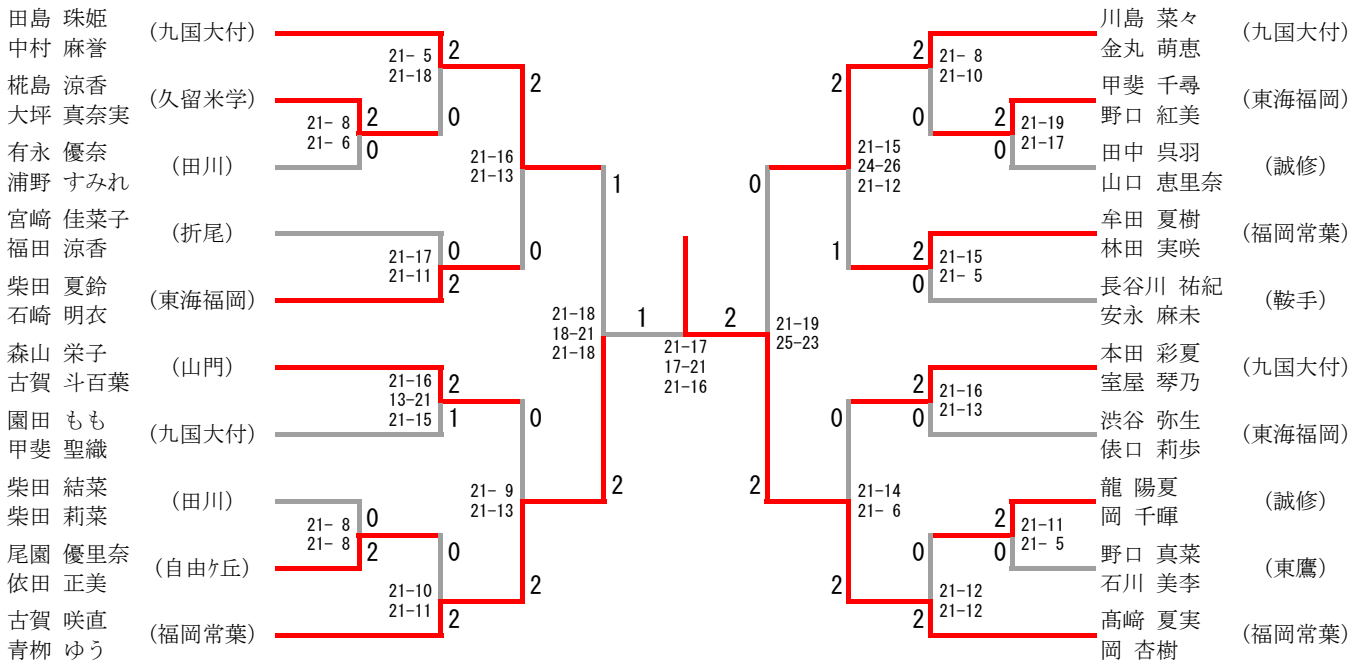 田島 珠姫
中村 麻誉
(九国大付)
椛島 涼香
大坪 真奈実
(久留米学)
有永 優奈
浦野 すみれ
(田川)
宮﨑 佳菜子
福田 涼香
(折尾)
柴田 夏鈴
石崎 明衣
(東海福岡)
森山 栄子
古賀 斗百葉
(山門)
園田 もも
甲斐 聖織
(九国大付)
柴田 結菜
柴田 莉菜
(田川)
尾園 優里奈
依田 正美
(自由ケ丘)
古賀 咲直
青栁 ゆう
(福岡常葉)
21- 8
21- 6
2
0
21- 8
21- 8
0
2
21- 5
21-18
2
0
21-17
21-11
0
2
21-16
13-21
21-15
2
1
21-10
21-11
0
2
21-16
21-13
2
0
21- 9
21-13
0
2
21-18
18-21
21-18
1
2
1
2
21-17
17-21
21-16
21-19
25-23
0
2
21-15
24-26
21-12
2
1
21-14
21- 6
0
2
21- 8
21-10
2
0
21-15
21- 5
2
0
21-16
21-13
2
0
21-12
21-12
0
2
21-19
21-17
2
0
21-11
21- 5
2
0
川島 菜々
金丸 萌恵
(九国大付)
甲斐 千尋
野口 紅美
(東海福岡)
田中 呉羽
山口 恵里奈
(誠修)
牟田 夏樹
林田 実咲
(福岡常葉)
長谷川 祐紀
安永 麻未
(鞍手)
本田 彩夏
室屋 琴乃
(九国大付)
渋谷 弥生
俵口 莉歩
(東海福岡)
龍 陽夏
岡 千暉
(誠修)
野口 真菜
石川 美李
(東鷹)
髙﨑 夏実
岡 杏樹
(福岡常葉)